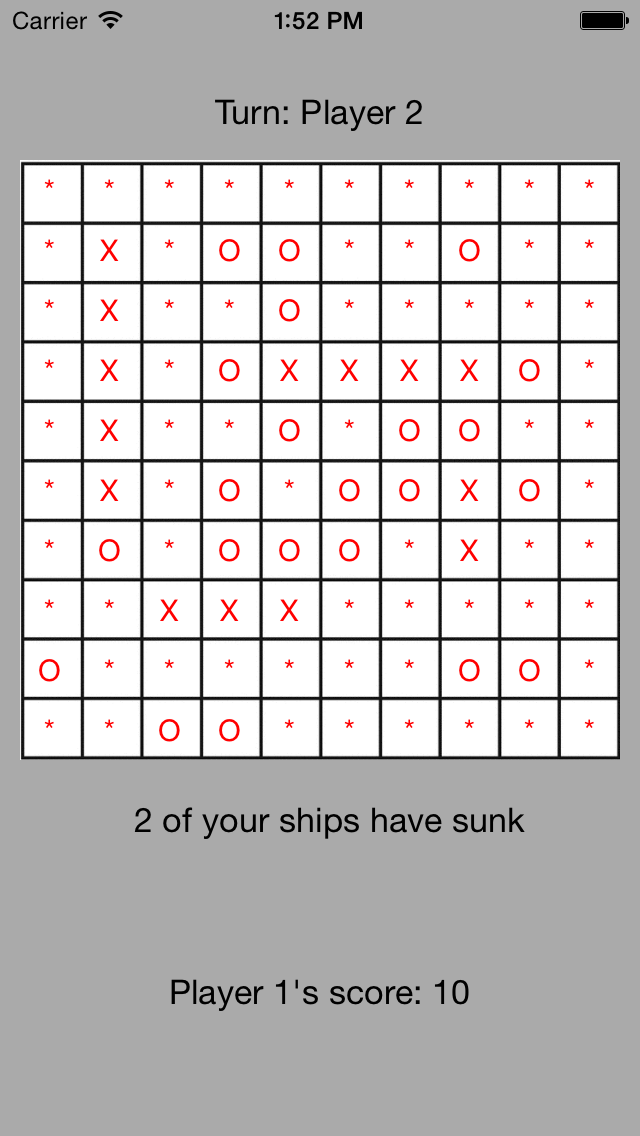 Carrier 1:52 PM
Turn: Player 2
* * * * * * * * * *
* X * O O * * O * *
* X * * O * * * * *
* X * O X X X X O *
* X * * O * O O * *
* X * O * O O X O *
* O * O O O * X * *
* * X X X * * * * *
O * * * * * * O O *
* * O O * * * * * *
2 of your ships have sunk
Player 1's score: 10